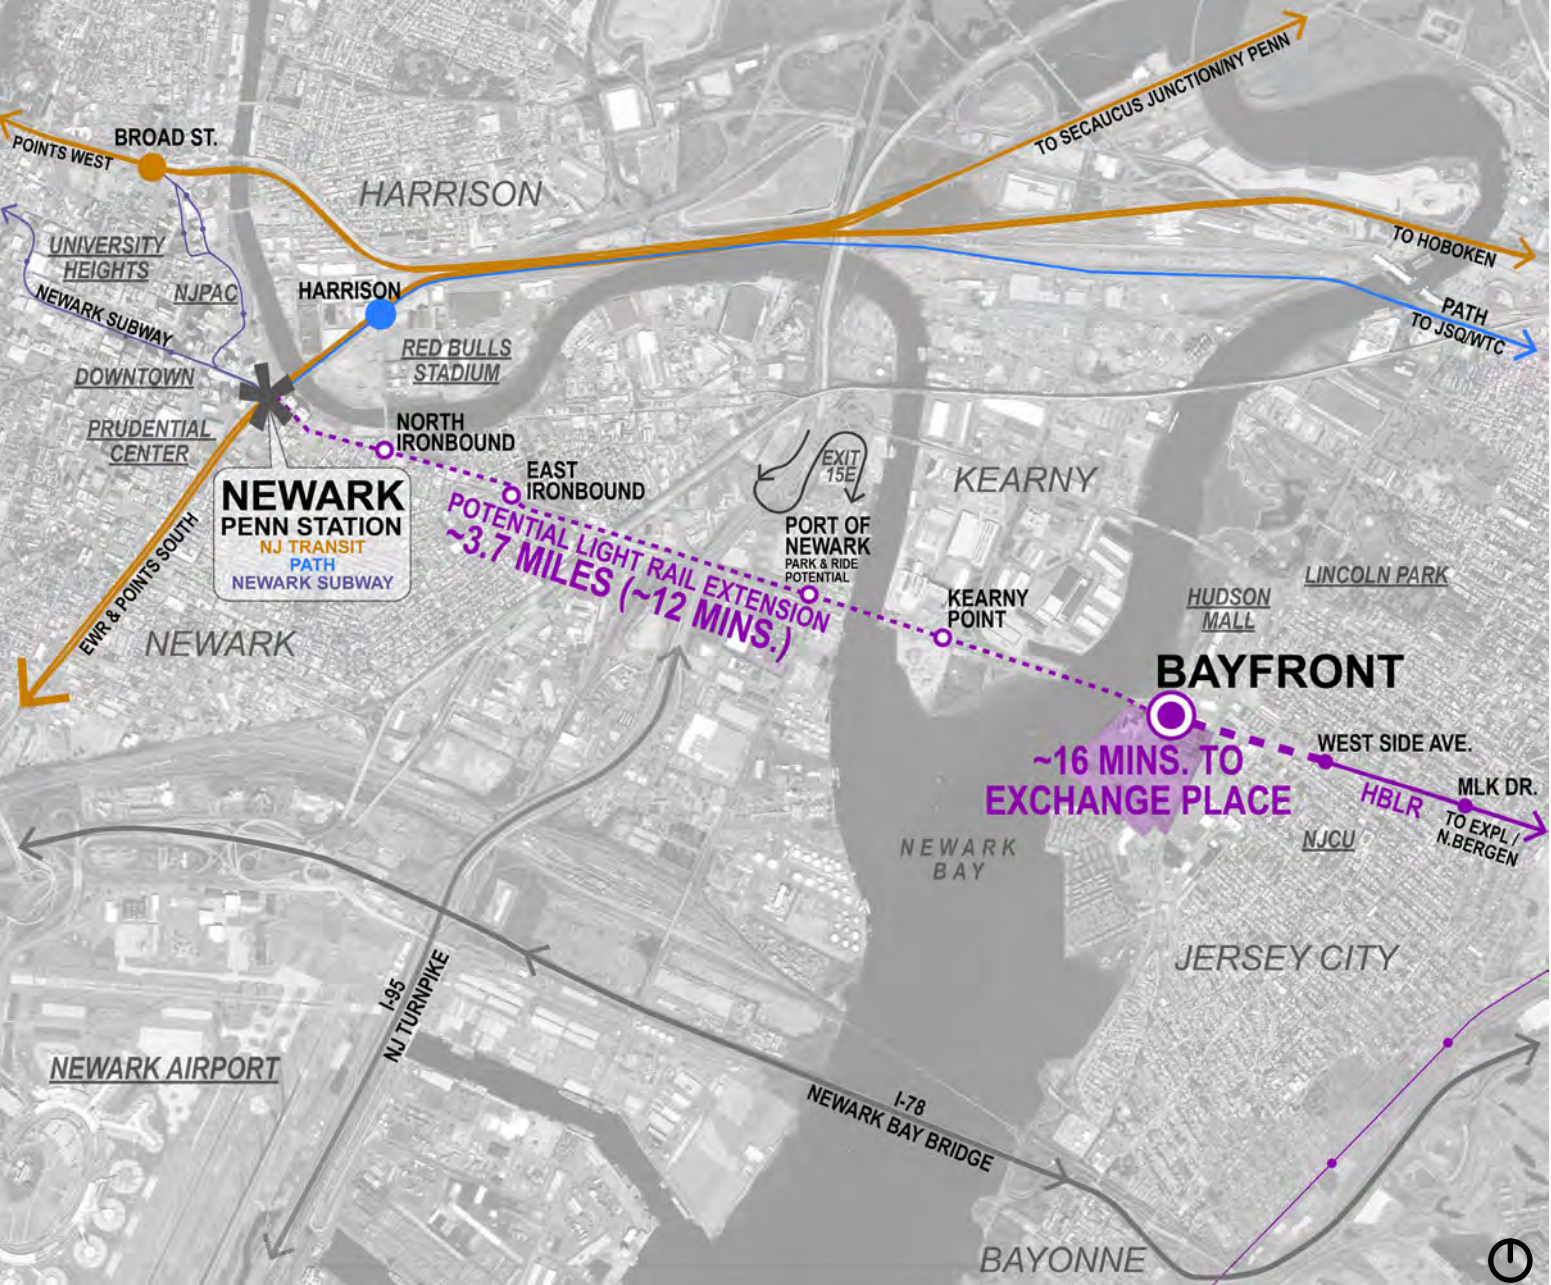 TO SECAUCUS JUNCTION/NY PENN
BROAD ST.
POINTS WEST
HARRISON
UNIVERSITY
HEIGHTS
NJPAC
NEWARK SUBWAY
HARRISON
TO HOBOKEN
PATH
TO JSQ/WTC
RED BULLS
STADIUM
DOWNTOWN
PRUDENTIAL
CENTER
NORTH
IRONBOUND
EAST
IRONBOUND
EXIT
15E
KEARNY
NEWARK
PENN STATION
NJ TRANSIT
PATH
NEWARK SUBWAY
POTENTIAL LIGHT RAIL EXTENSION
~3.7 MILES (~12 MINS.)
PORT OF
NEWARK
PARK & RIDE
POTENTIAL
EWR & POINTS SOUTH
NEWARK
KEARNY
POINT
LINCOLN PARK
HUDSON
MALL
BAYFRONT
~16 MINS. TO
EXCHANGE PLACE
WEST SIDE AVE.
HBLR
MLK DR.
TO EXPL /
N.BERGEN
NJCU
NEWARK
BAY
JERSEY CITY
I-95
NJ TURNPIKE
NEWARK AIRPORT
I-78
NEWARK BAY BRIDGE
BAYONNE